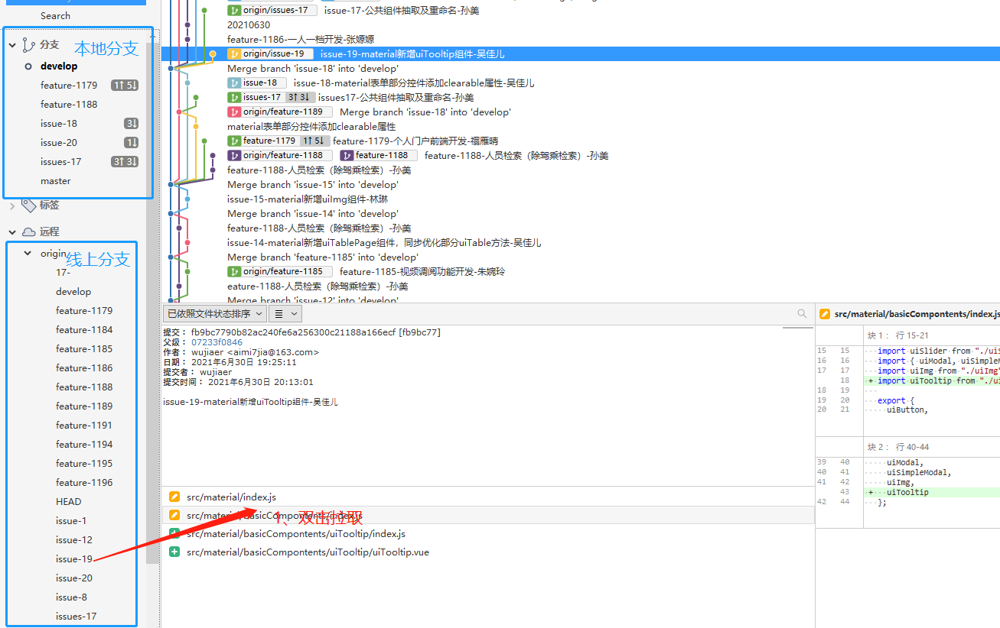 Search
分支
本地分支
develop
feature-1179 1↑ 5↓
feature-1188
issue-18 3↓
issue-20 1↓
issues-17 3↑ 3↓
master
标签
远程
origin
线上分支
17-
develop
feature-1179
feature-1184
feature-1185
feature-1186
feature-1188
feature-1189
feature-1191
feature-1194
feature-1195
feature-1196
HEAD
issue-1
issue-12
issue-19
issue-20
issue-8
issues-17
origin/issues-17 issue-17-公共组件抽取及重命名-孙美
20210630
feature-1186-一人一档开发-张嫄嫄
origin/issue-19 issue-19-material新增uiTooltip组件-吴佳儿
Merge branch 'issue-18' into 'develop'
issue-18 issue-18-material表单部分控件添加clearable属性-吴佳儿
issues-17 3↑ 3↓ issues17-公共组件抽取及重命名-孙美
origin/feature-1189 Merge branch 'issue-18' into 'develop'
material表单部分控件添加clearable属性
feature-1179 1↑ 5↓ feature-1179-个人门户前端开发-禤雁晴
origin/feature-1188 feature-1188 feature-1188-人员检索（除驾乘检索）-孙美
feature-1188-人员检索（除驾乘检索）-孙美
Merge branch 'issue-15' into 'develop'
issue-15-material新增uiImg组件-林琳
Merge branch 'issue-14' into 'develop'
feature-1188-人员检索（除驾乘检索）-孙美
issue-14-material新增uiTablePage组件，同步优化部分uiTable方法-吴佳儿
Merge branch 'feature-1185' into 'develop'
origin/feature-1185 feature-1185-视频调阅功能开发-朱婉玲
eature-1188-人员检索（除驾乘检索）-孙美
Merge branch 'issue-12' into 'develop'
已依照文件状态排序
提交： fb9bc7790b82ac240fe6a256300c21188a166ecf [fb9bc77]
父级： 07233f0846
作者： wujiaer <aimi7jia@163.com>
日期： 2021年6月30日 19:25:11
提交者： wujiaer
提交时间： 2021年6月30日 20:13:01
issue-19-material新增uiTooltip组件-吴佳儿
src/material/index.js
src/material/basicCompontents/index.js
1、双击拉取
src/material/basicCompontents/uiTooltip/index.js
src/material/basicCompontents/uiTooltip/uiTooltip.vue
src/material/basicCompontents/index.js
块 1： 行 15-21
15 15 import uiSlider from "./uiS
16 16 import { uiModal, uiSimpleM
17 17 import uiImg from "./uiImg"
18 + import uiTooltip from "./ui
18 19
19 20 export {
20 21 uiButton,
块 2： 行 40-44
39 40 uiModal,
40 41 uiSimpleModal,
41 42 uiImg,
43 + uiTooltip
42 44 };